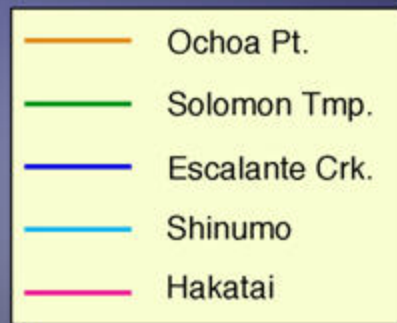 Ochoa Pt.
Solomon Tmp.
Escalante Crk.
Shinumo
Hakatai